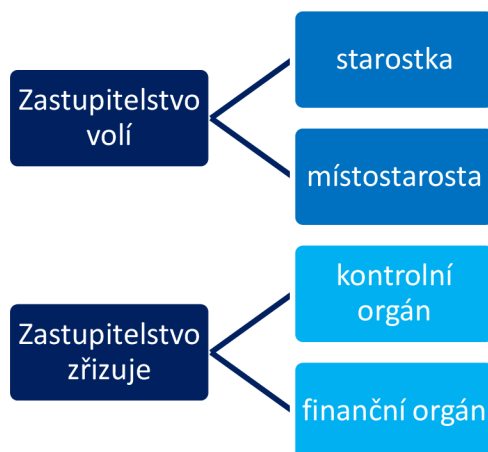 Zastupitelstvo
volí
starostka
místostarosta
Zastupitelstvo
zřizuje
kontrolní
orgán
finanční orgán